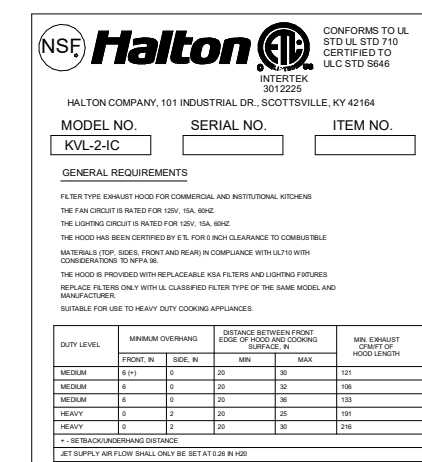 NSF
Halton
INTERTEK
3012225
CONFORMS TO UL
STD UL STD 710
CERTIFIED TO
ULC STD S646
HALTON COMPANY, 101 INDUSTRIAL DR., SCOTTSVILLE, KY 42164
MODEL NO. SERIAL NO. ITEM NO.
KVL-2-IC
GENERAL REQUIREMENTS
FILTER TYPE EXHAUST HOOD FOR COMMERCIAL AND INSTITUTIONAL KITCHENS
THE FAN CIRCUIT IS RATED FOR 125V, 15A, 60HZ.
THE LIGHTING CIRCUIT IS RATED FOR 125V, 15A, 60HZ.
THE HOOD HAS BEEN CERTIFIED BY ETL FOR 0 INCH CLEARANCE TO COMBUSTIBLE
MATERIALS (TOP, SIDES, FRONT AND REAR) IN COMPLIANCE WITH UL710 WITH
CONSIDERATIONS TO NFPA 96.
THE HOOD IS PROVIDED WITH REPLACEABLE KSA FILTERS AND LIGHTING FIXTURES
REPLACE FILTERS ONLY WITH UL CLASSIFIED FILTER TYPE OF THE SAME MODEL AND
MANUFACTURER.
SUITABLE FOR USE TO HEAVY DUTY COOKING APPLIANCES.
DUTY LEVEL
MINIMUM OVERHANG
DISTANCE BETWEEN FRONT
EDGE OF HOOD AND COOKING
SURFACE, IN
MIN. EXHAUST
CFM/FT OF
HOOD LENGTH
FRONT, IN SIDE, IN MIN MAX
MEDIUM 6 (+) 0 20 30 121
MEDIUM 6 0 20 32 106
MEDIUM 6 0 20 36 133
HEAVY 0 2 20 25 191
HEAVY 0 2 20 30 216
+ - SETBACK/UNDERHANG DISTANCE
JET SUPPLY AIR FLOW SHALL ONLY BE SET AT 0.26 IN H20